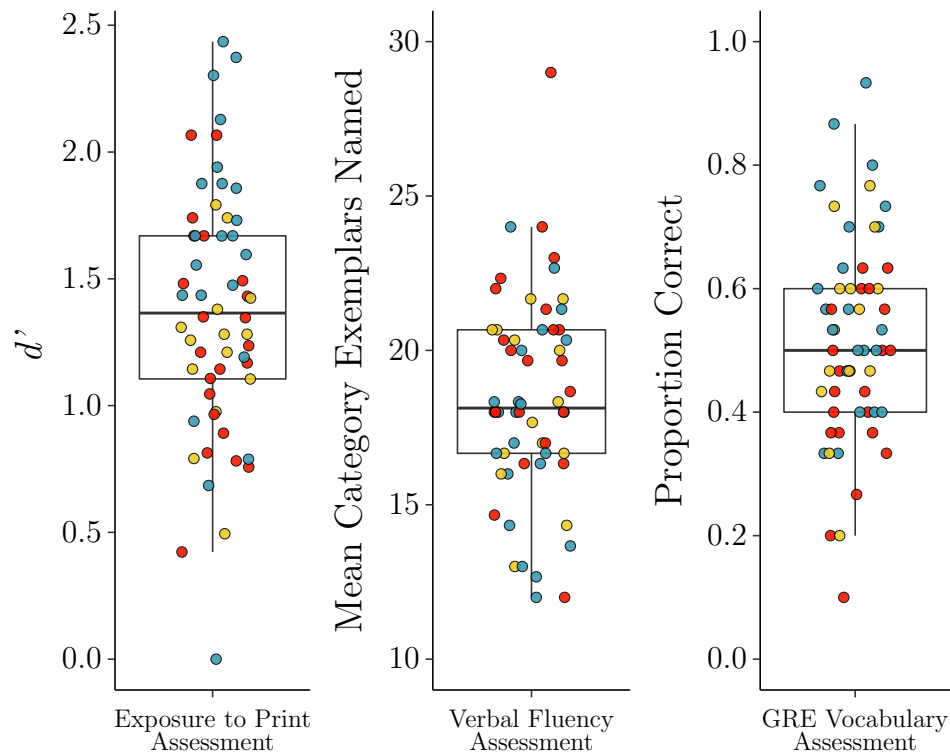 d’
2.5
2.0
1.5
1.0
0.5
0.0
Exposure to Print
Assessment
Mean Category Exemplars Named
30
25
20
15
10
Verbal Fluency
Assessment
Proportion Correct
1.0
0.8
0.6
0.4
0.2
0.0
GRE Vocabulary
Assessment